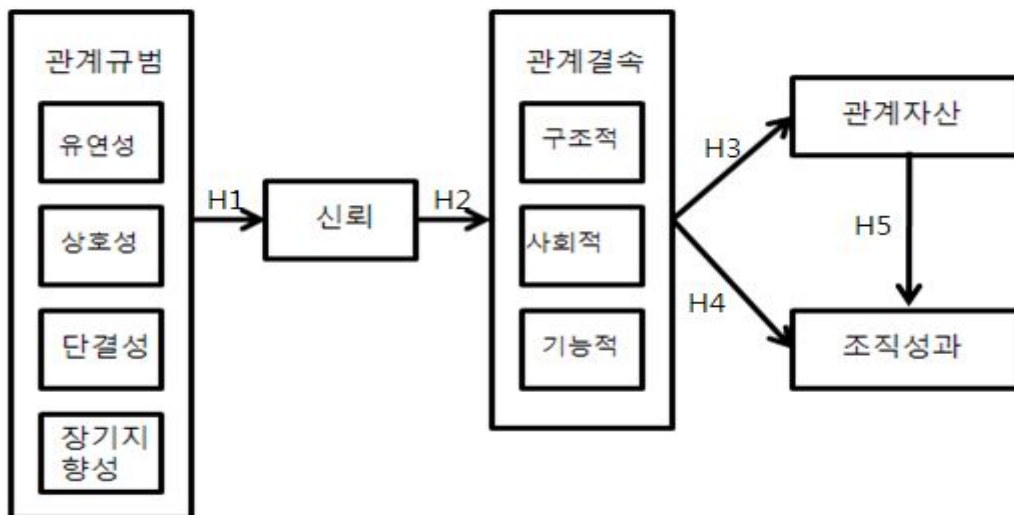 관계규범
유연성
상호성
단결성
장기지
향성
H1
신뢰
H2
관계결속
구조적
사회적
기능적
H3
H4
관계자산
H5
조직성과